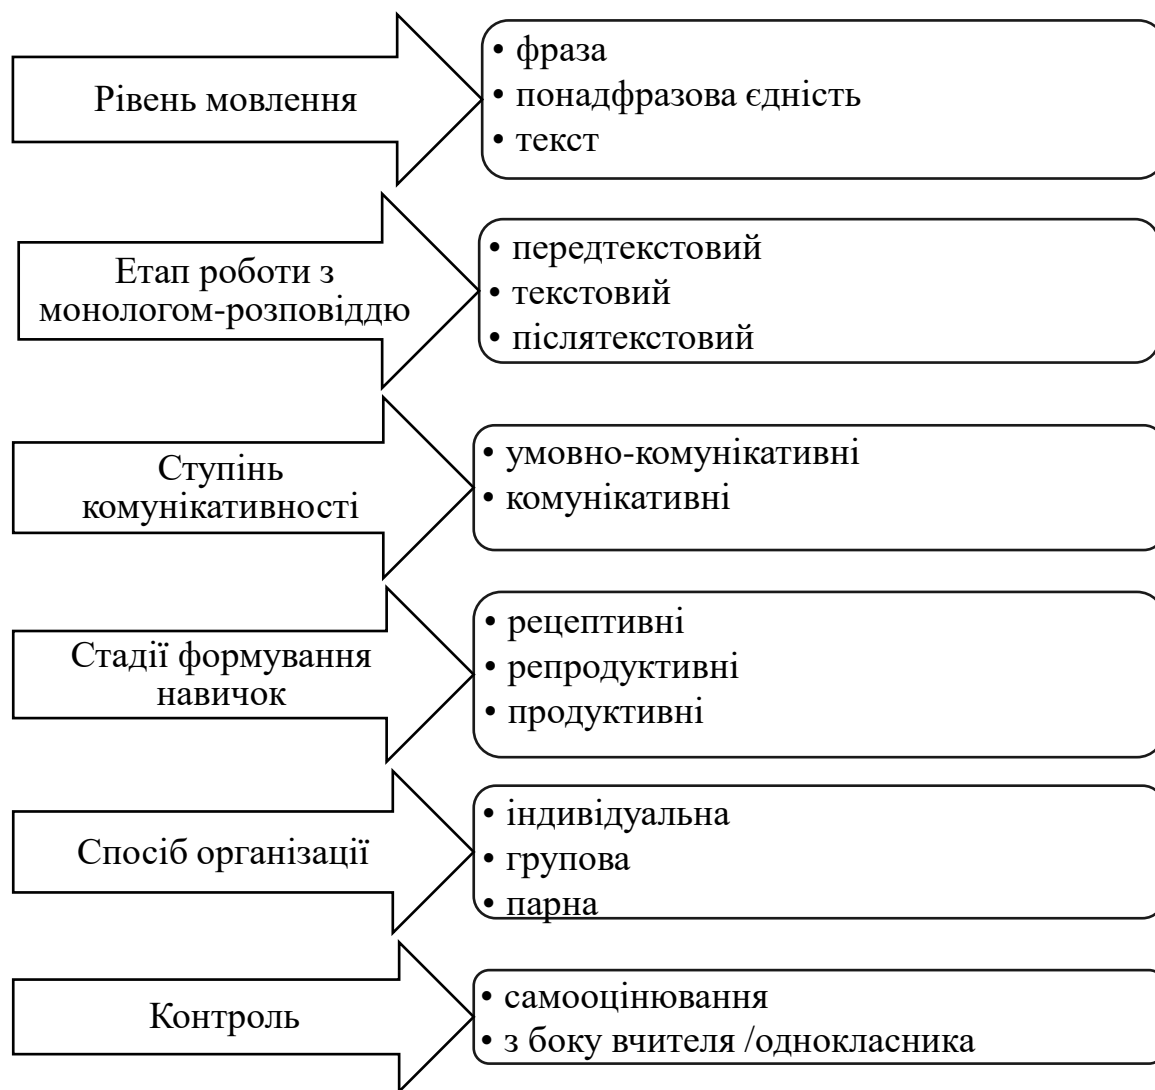 Рівень мовлення
• фраза
• понадфразова єдність
• текст
Етап роботи з
монологом-розповіддю
• передтекстовий
• текстовий
• післятекстовий
Ступінь
комунікативності
• умовно-комунікативні
• комунікативні
Стадії формування
навичок
• рецептивні
• репродуктивні
• продуктивні
Спосіб організації
• індивідуальна
• групова
• парна
Контроль
• самооцінювання
• з боку вчителя /однокласника